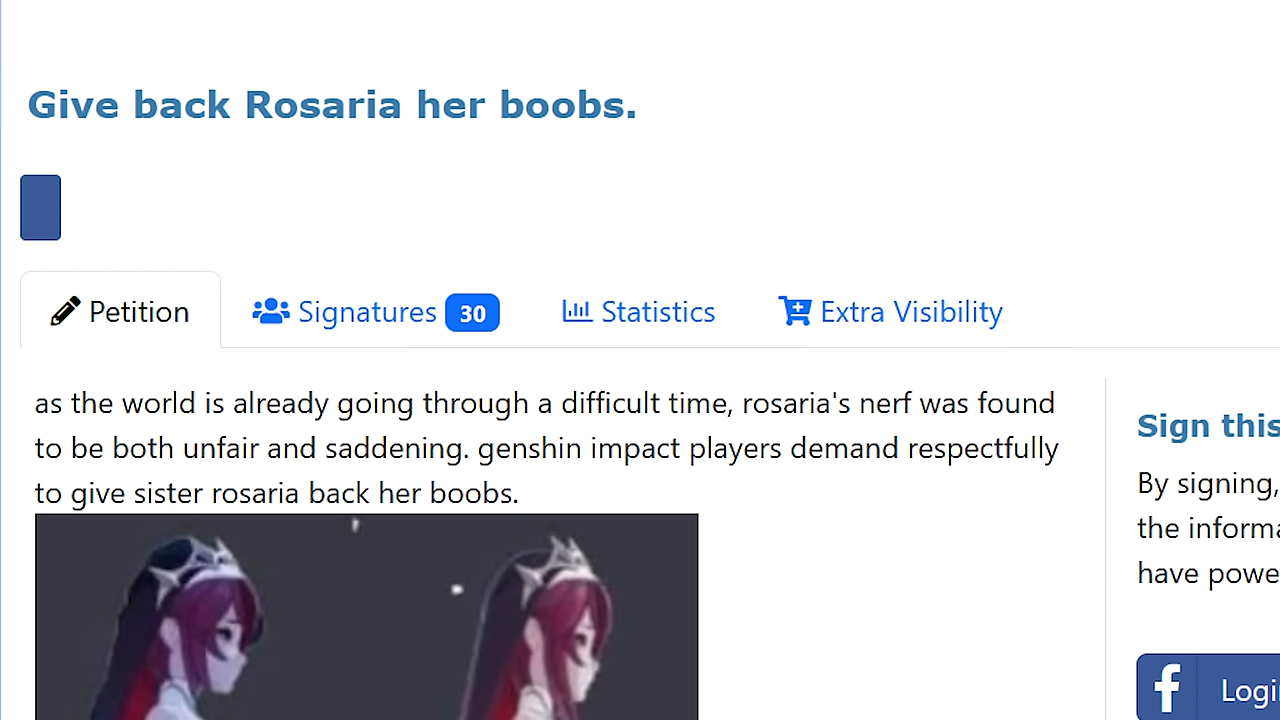 Give back Rosaria her boobs.
Petition
Signatures 30
Statistics
Extra Visibility
as the world is already going through a difficult time, rosaria's nerf was found
to be both unfair and saddening. genshin impact players demand respectfully
to give sister rosaria back her boobs.
Sign this
By signing,
the informa
have powe
f Logi